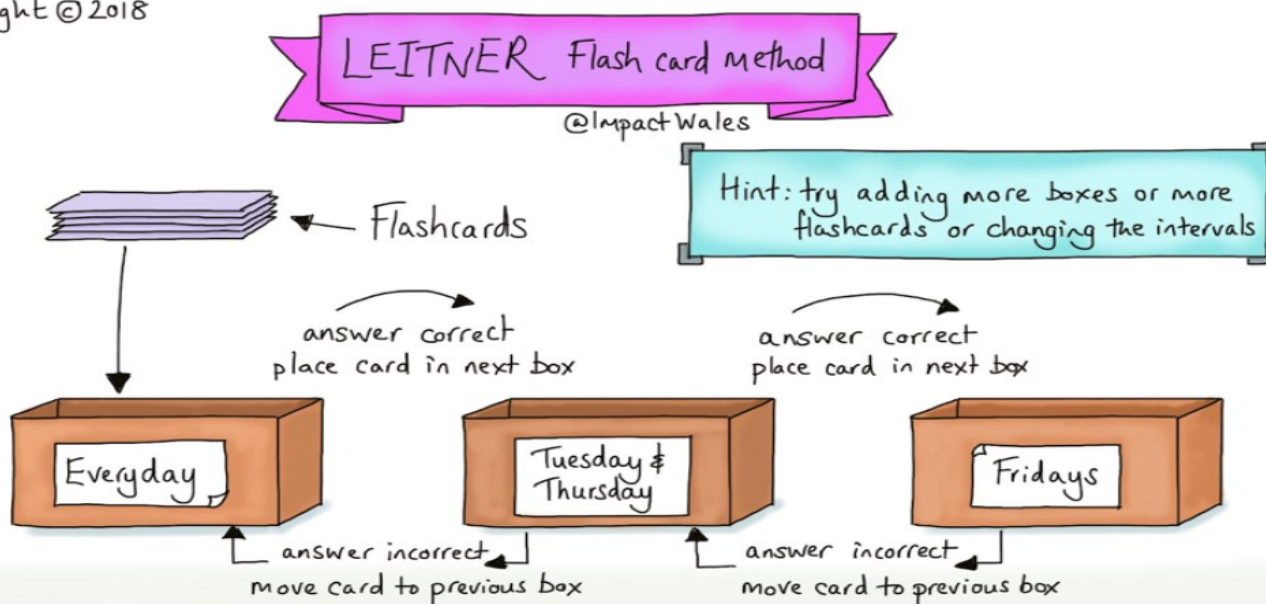 © 2018
LEITNER Flash card method
@ImpactWales
Hint: try adding more boxes or more
flashcards or changing the intervals
Flashcards
answer correct
place card in next box
answer correct
place card in next box
Everyday
Tuesday &
Thursday
Fridays
answer incorrect
move card to previous box
answer incorrect
move card to previous box